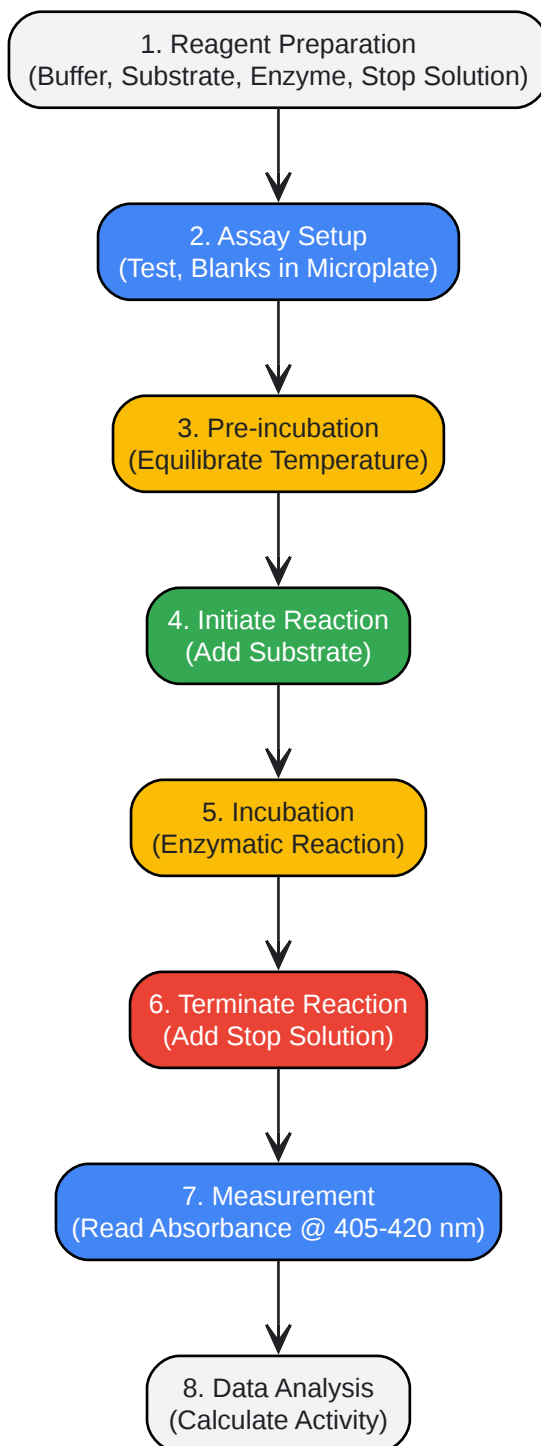 1. Reagent Preparation
(Buffer, Substrate, Enzyme, Stop Solution)
2. Assay Setup
(Test, Blanks in Microplate)
3. Pre-incubation
(Equilibrate Temperature)
4. Initiate Reaction
(Add Substrate)
5. Incubation
(Enzymatic Reaction)
6. Terminate Reaction
(Add Stop Solution)
7. Measurement
(Read Absorbance @ 405-420 nm)
8. Data Analysis
(Calculate Activity)